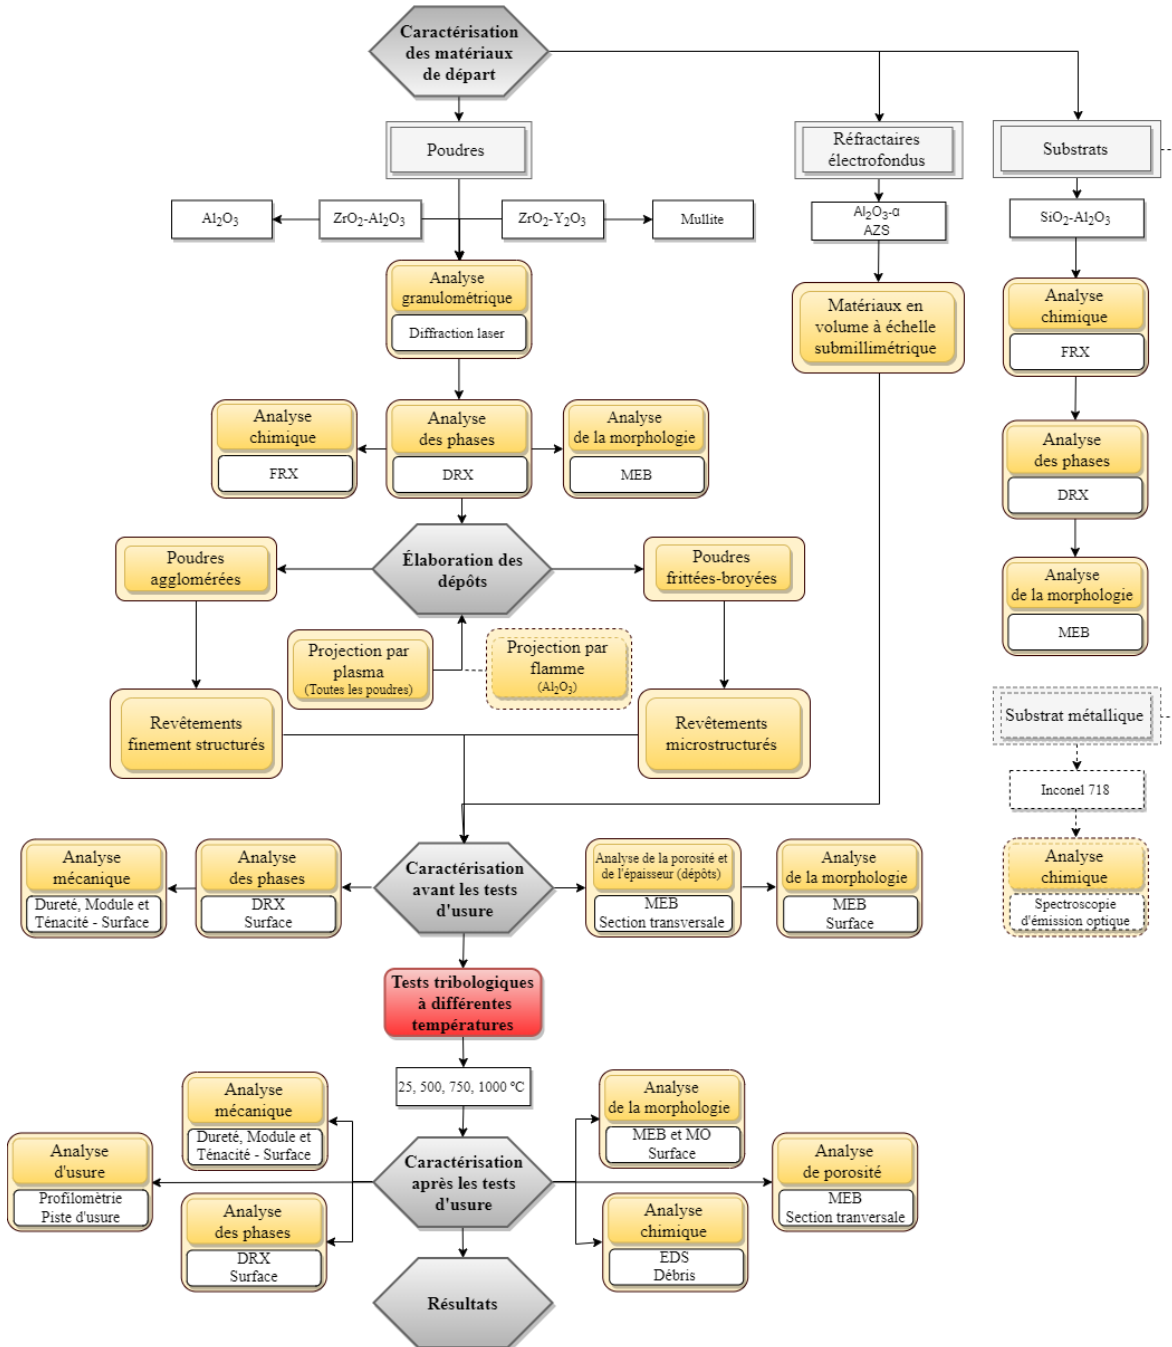 Caractérisation
des matériaux
de départ
Poudres
Réfractaires
électrofondus
Substrats
Al₂O₃
ZrO₂-Al₂O₃
ZrO₂-Y₂O₃
Mullite
Al₂O₃-α
AZS
SiO₂-Al₂O₃
Analyse
granulométrique
Diffraction laser
Matériaux en
volume à échelle
submillimétrique
Analyse
chimique
FRX
Analyse
chimique
FRX
Analyse
des phases
DRX
Analyse
de la morphologie
MEB
Analyse
des phases
DRX
Élaboration des
dépôts
Poudres
agglomérées
Poudres
frittées-broyées
Analyse
de la morphologie
MEB
Projection par
plasma
(Toutes les poudres)
Projection par
flamme
(Al₂O₃)
Revêtements
finement structurés
Revêtements
microstructurés
Substrat métallique
Inconel 718
Analyse
chimique
Spectroscopie
d'émission optique
Analyse
mécanique
Dureté, Module et
Ténacité - Surface
Analyse
des phases
DRX
Surface
Caractérisation
avant les tests
d'usure
Analyse de la porosité et
de l'épaisseur (dépôts)
MEB
Section transversale
Analyse
de la morphologie
MEB
Surface
Tests tribologiques
à différentes
températures
25, 500, 750, 1000 ºC
Analyse
mécanique
Dureté, Module et
Ténacité - Surface
Analyse
de la morphologie
MEB et MO
Surface
Analyse
d'usure
Profilomètrie
Piste d'usure
Caractérisation
après les tests
d'usure
Analyse
de porosité
MEB
Section tranversale
Analyse
des phases
DRX
Surface
Analyse
chimique
EDS
Débris
Résultats